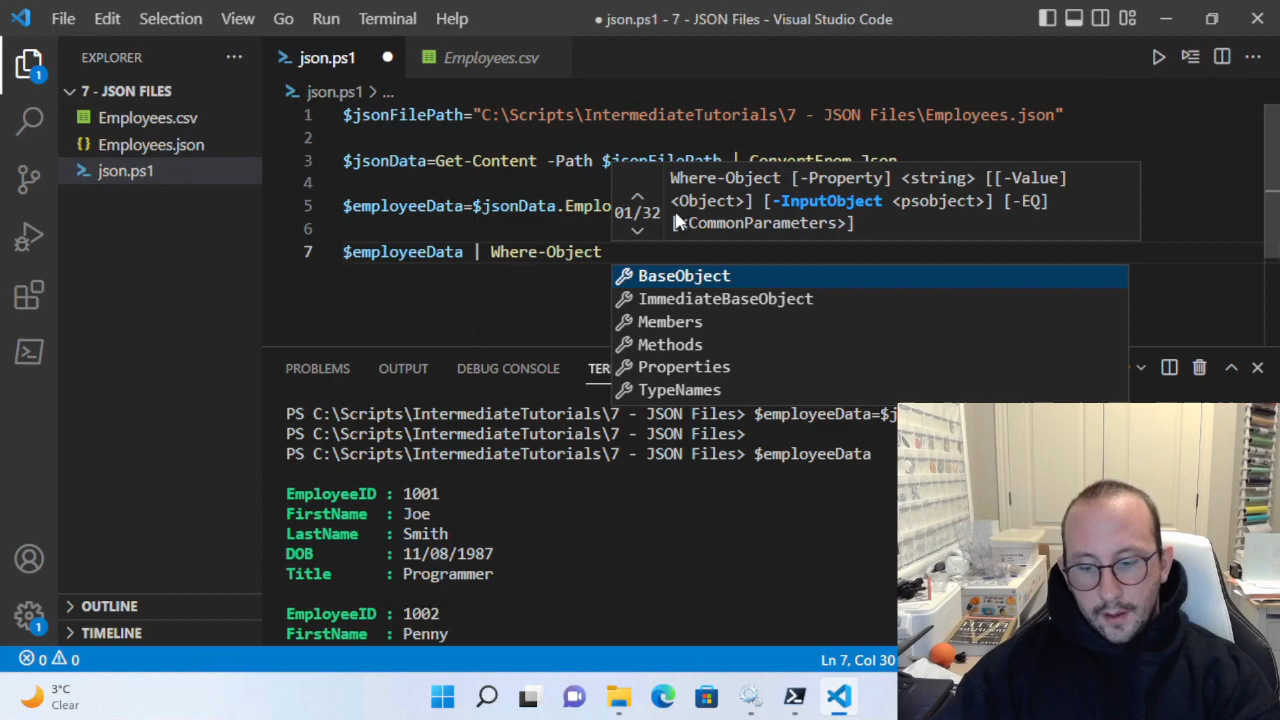 File Edit Selection View Go Run Terminal Help
● json.ps1 - 7 - JSON Files - Visual Studio Code
EXPLORER
json.ps1
Employees.csv
7 - JSON FILES
Employees.csv
Employees.json
json.ps1
json.ps1 > ...
1 $jsonFilePath="C:\Scripts\IntermediateTutorials\7 - JSON Files\Employees.json"
2
3 $jsonData=Get-Content -Path $jsonFilePath | ConvertFrom-Json
4
5 $employeeData=$jsonData.Emplo
6
7 $employeeData | Where-Object
01/32
Where-Object [-Property] <string> [[-Value]
<Object>] [-InputObject <psobject>] [-EQ]
[<CommonParameters>]
BaseObject
ImmediateBaseObject
Members
Methods
Properties
TypeNames
PROBLEMS OUTPUT DEBUG CONSOLE TER
PS C:\Scripts\IntermediateTutorials\7 - JSON Files> $employeeData=$j
PS C:\Scripts\IntermediateTutorials\7 - JSON Files>
PS C:\Scripts\IntermediateTutorials\7 - JSON Files> $employeeData
EmployeeID : 1001
FirstName : Joe
LastName : Smith
DOB : 11/08/1987
Title : Programmer
EmployeeID : 1002
FirstName : Penny
OUTLINE
TIMELINE
1
1
0 0
Ln 7, Col 30
3°C
Clear